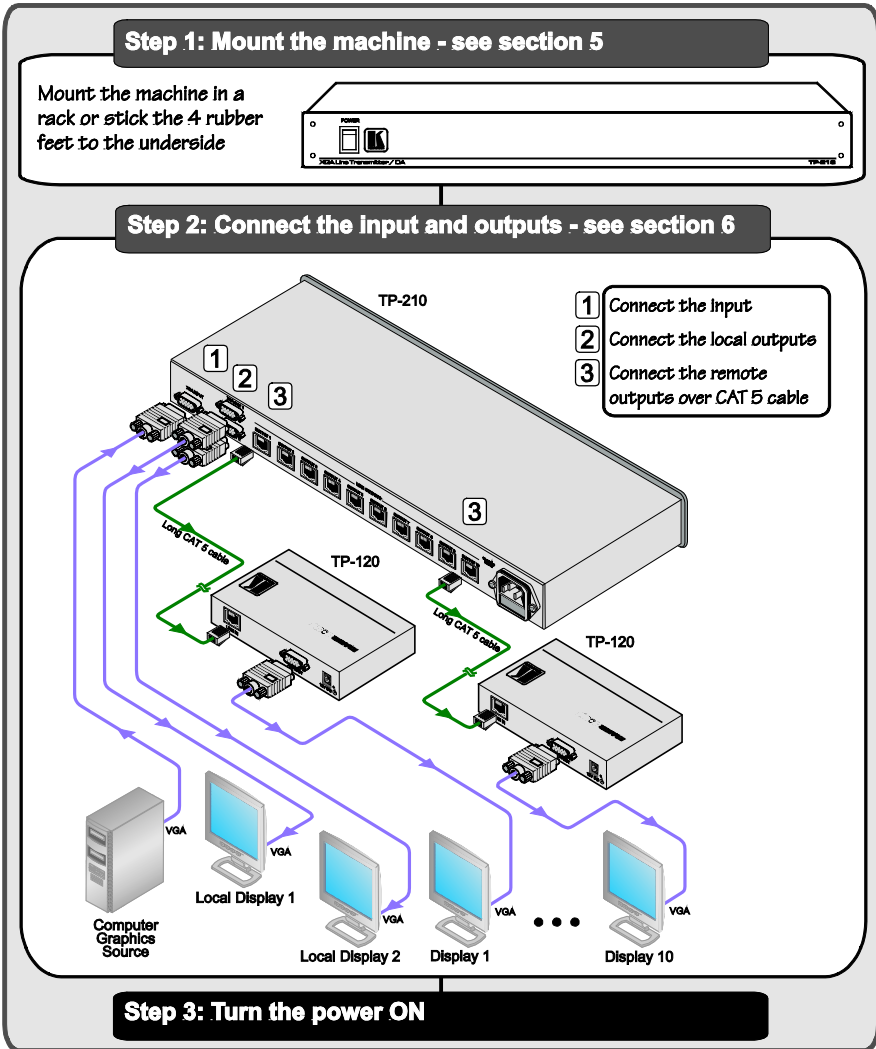 Step 1: Mount the machine - see section 5
Mount the machine in a
rack or stick the 4 rubber
feet to the underside
POWER
K
XGA Line Transmitter / DA
Step 2: Connect the input and outputs - see section 6
TP-210
1 Connect the input
2 Connect the local outputs
3 Connect the remote
outputs over CAT 5 cable
1
2
3
3
Long CAT 5 cable
TP-120
Long CAT 5 cable
TP-120
VGA
VGA
Local Display 1
VGA
VGA
VGA
Computer
Graphics
Source
Local Display 2
Display 1
Display 10
Step 3: Turn the power ON